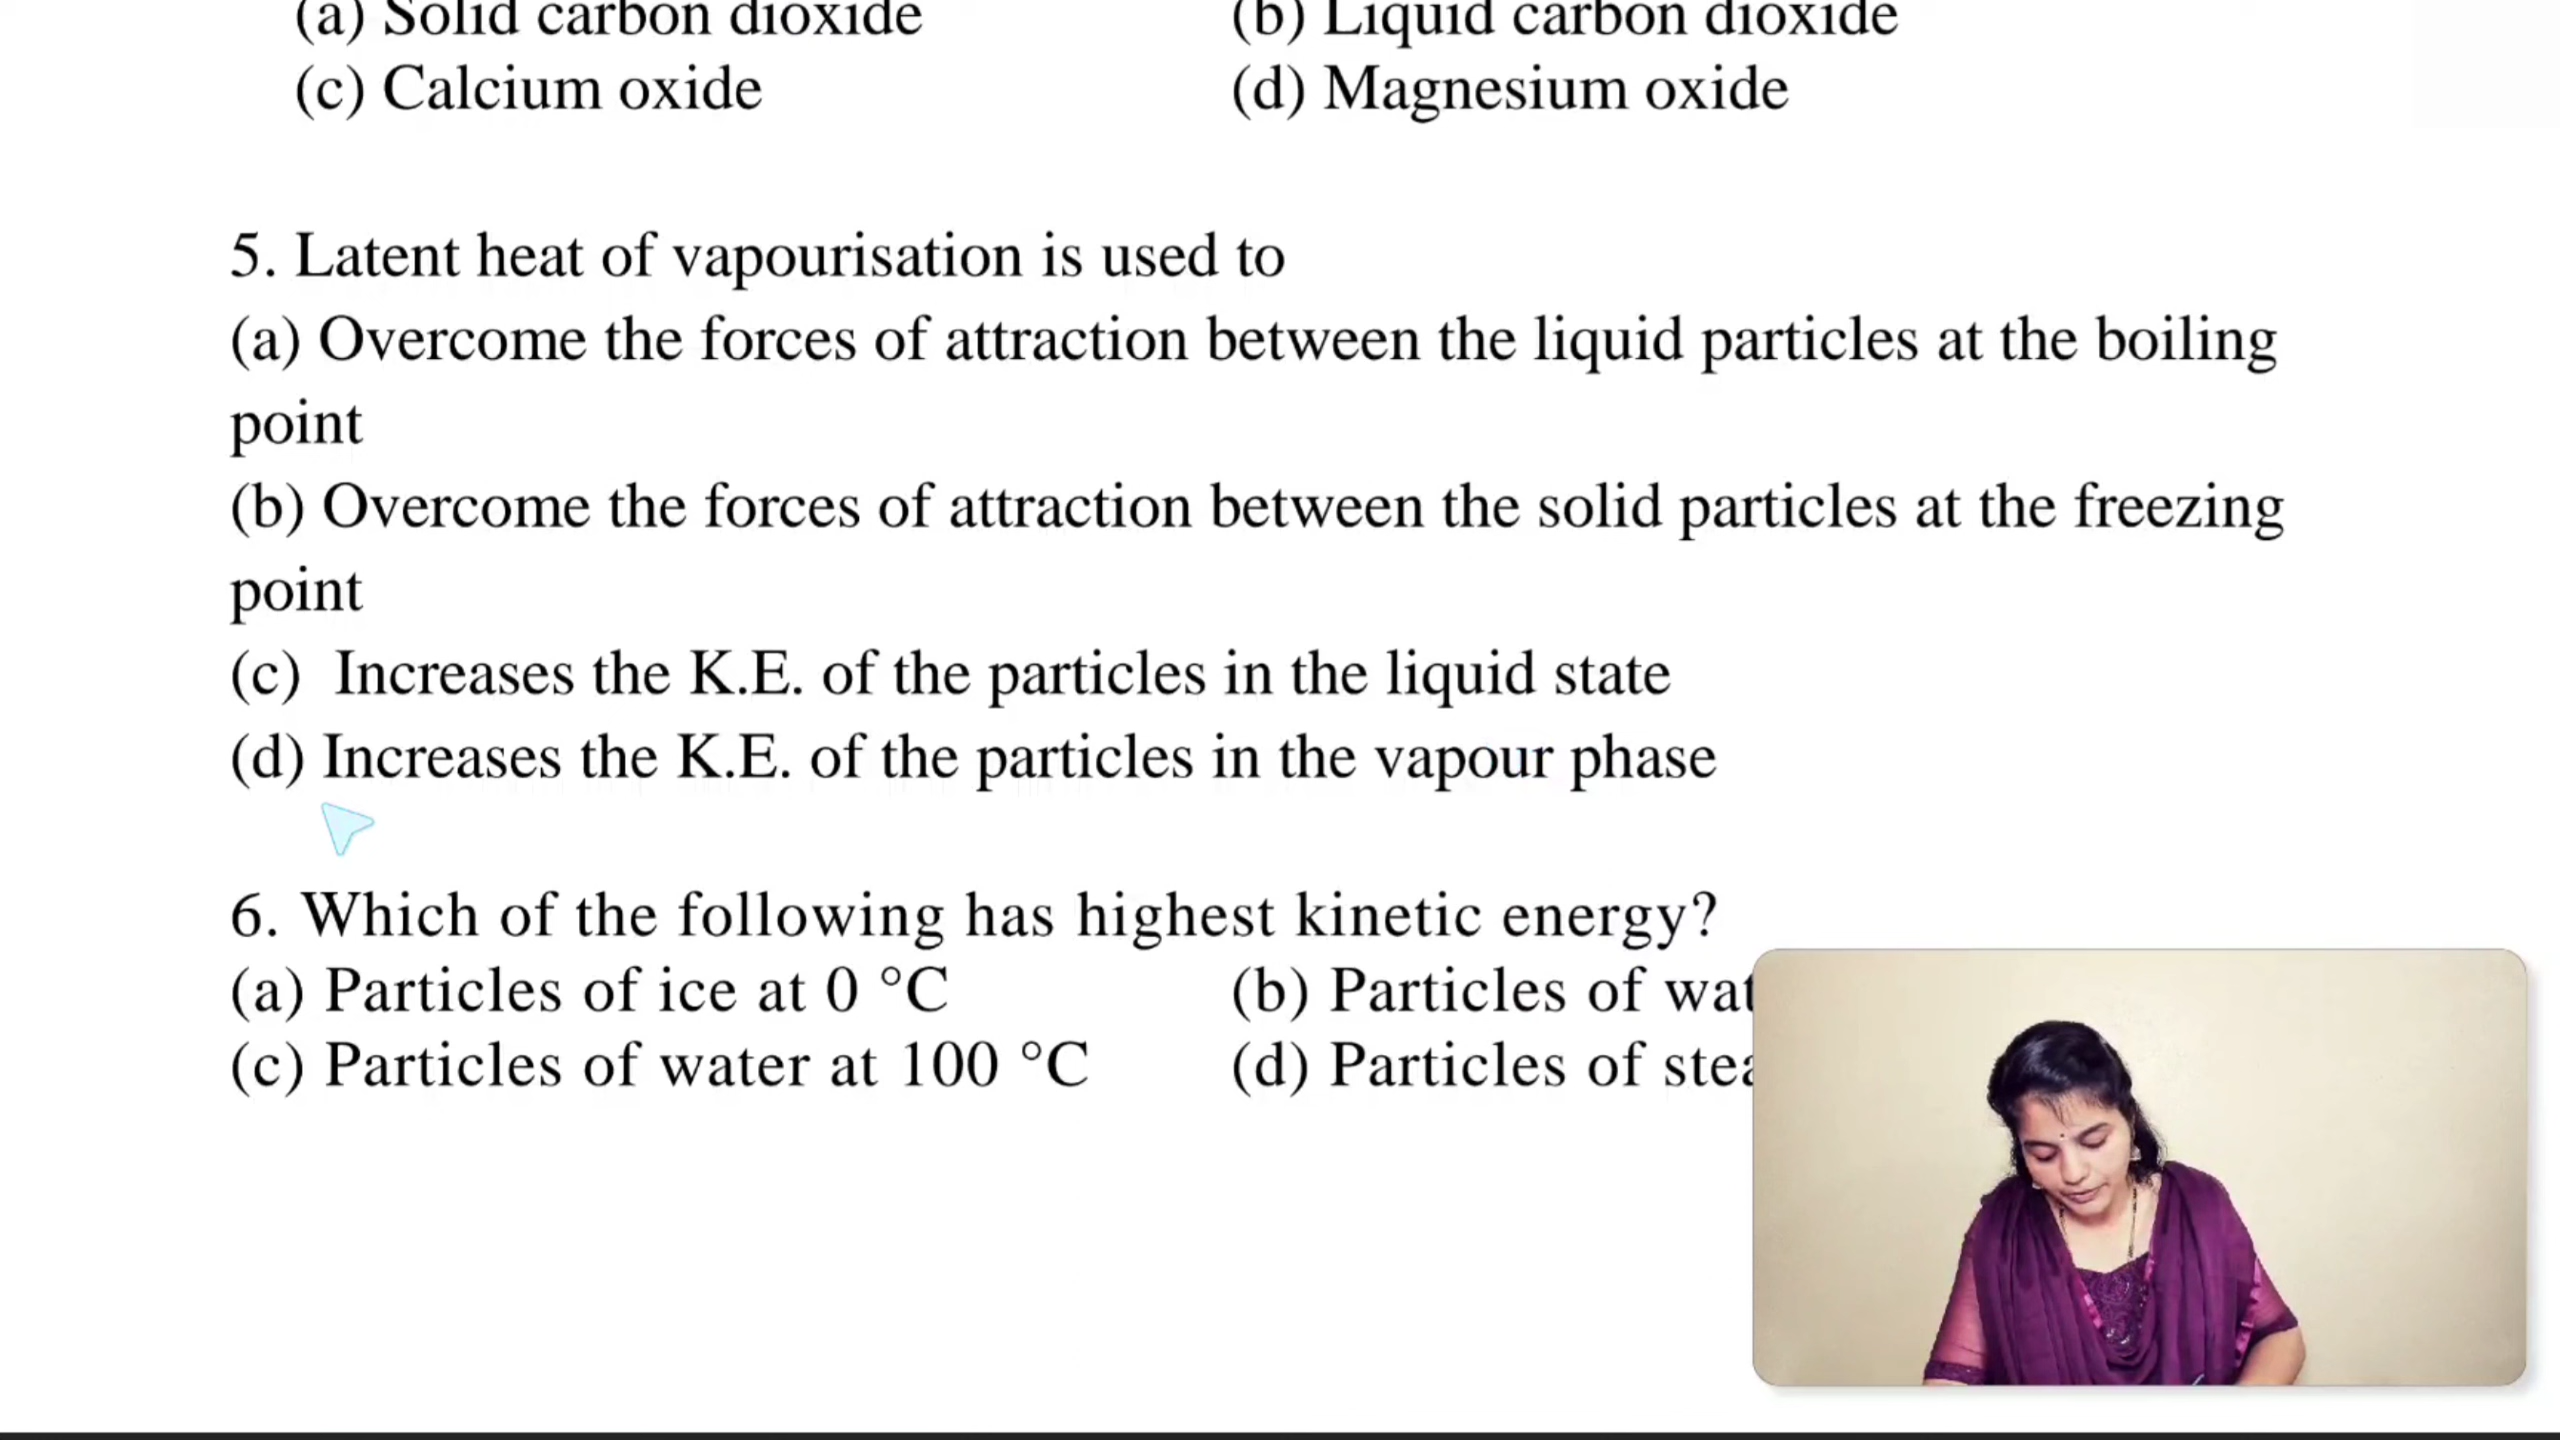 (a) Solid carbon dioxide (b) Liquid carbon dioxide
(c) Calcium oxide (d) Magnesium oxide
5. Latent heat of vapourisation is used to
(a) Overcome the forces of attraction between the liquid particles at the boiling
point
(b) Overcome the forces of attraction between the solid particles at the freezing
point
(c) Increases the K.E. of the particles in the liquid state
(d) Increases the K.E. of the particles in the vapour phase
6. Which of the following has highest kinetic energy?
(a) Particles of ice at 0 °C (b) Particles of
(c) Particles of water at 100 °C (d) Particles of